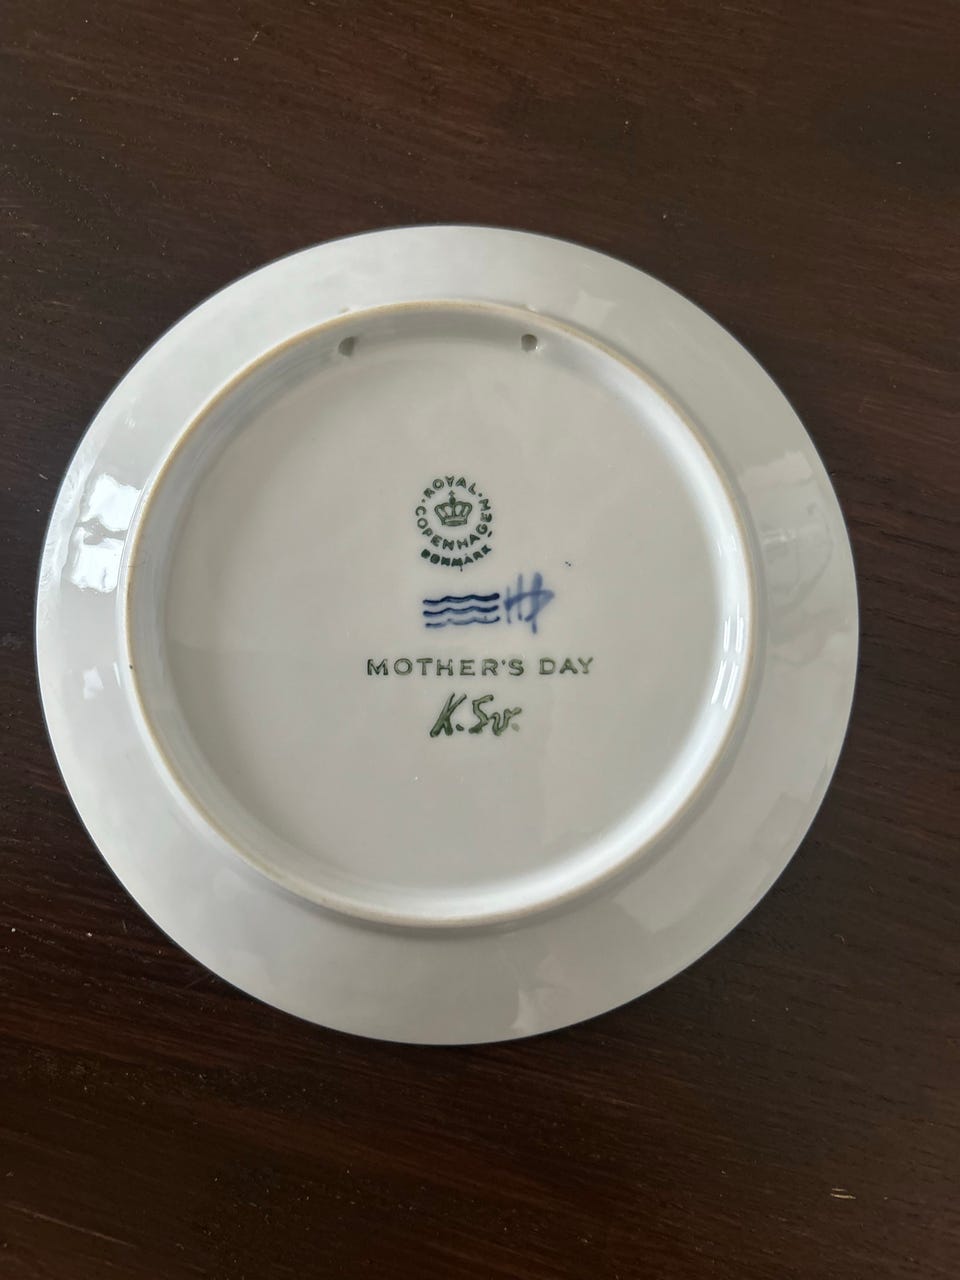 ROYAL
COPENHAGEN
DENMARK
MOTHER'S DAY
K.Sv.